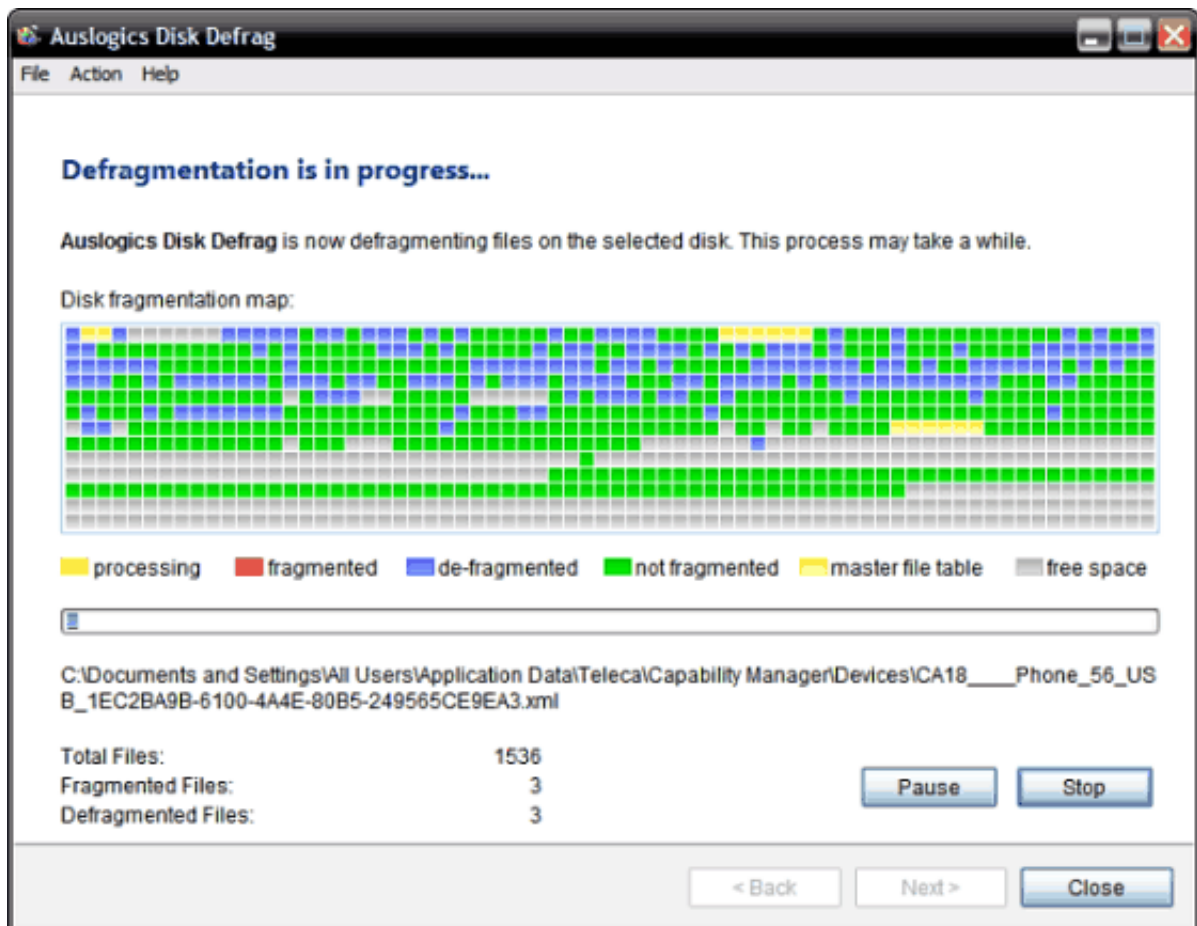 Auslogics Disk Defrag
File Action Help
Defragmentation is in progress...
Auslogics Disk Defrag is now defragmenting files on the selected disk. This process may take a while.
Disk fragmentation map:
processing fragmented de-fragmented not fragmented master file table free space
C:\Documents and Settings\All Users\Application Data\Teleca\Capability Manager\Devices\CA18____Phone_56_US
B_1EC2BA9B-6100-4A4E-80B5-249565CE9EA3.xml
Total Files: 1536
Fragmented Files: 3
Defragmented Files: 3
Pause Stop
< Back Next > Close